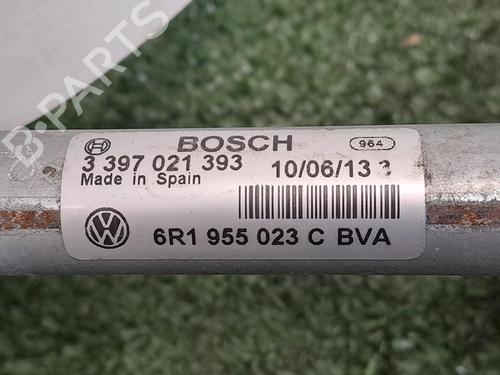 B-PARTS
BOSCH 964
3 397 021 393 10/06/13 3
Made in Spain
6R1 955 023 C BVA